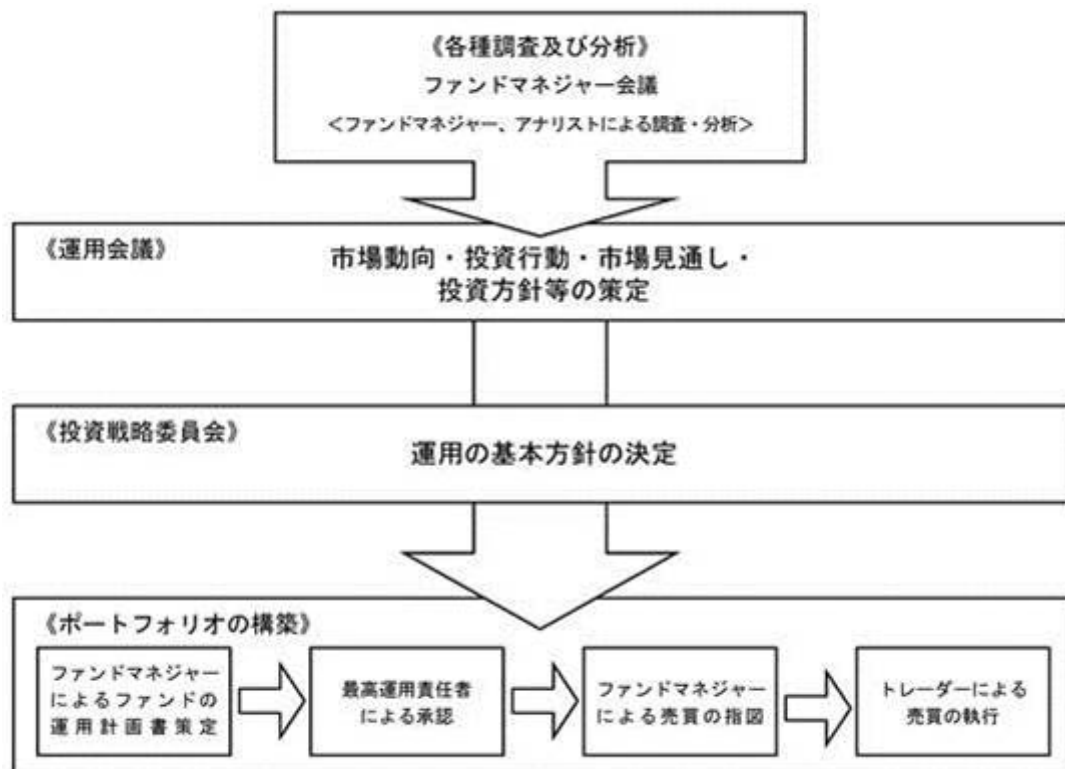 《各種調査及び分析》
ファンドマネジャー会議
<ファンドマネジャー、アナリストによる調査・分析>
《運用会議》
市場動向・投資行動・市場見通し・
投資方針等の策定
《投資戦略委員会》
運用の基本方針の決定
《ポートフォリオの構築》
ファンドマネジャー
によるファンドの
運用計画書策定
最高運用責任者
による承認
ファンドマネジャー
による売買の指図
トレーダーによる
売買の執行